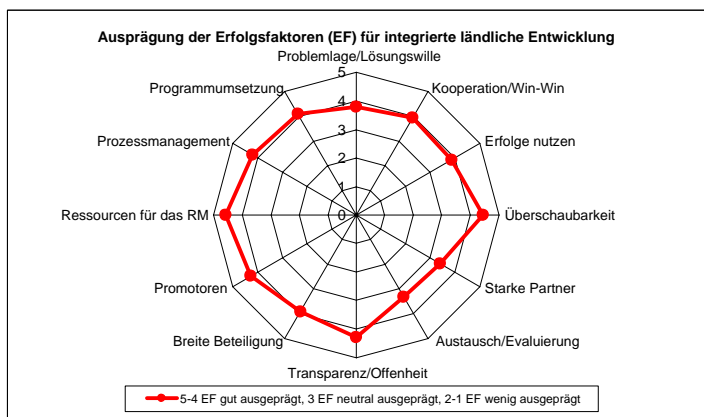 Ausprägung der Erfolgsfaktoren (EF) für integrierte ländliche Entwicklung
Problemlage/Lösungswille
Kooperation/Win-Win
Erfolge nutzen
Überschaubarkeit
Starke Partner
Austausch/Evaluierung
Transparenz/Offenheit
Breite Beteiligung
Promotoren
Ressourcen für das RM
Prozessmanagement
Programmumsetzung
5
4
3
2
1
0
5-4 EF gut ausgeprägt, 3 EF neutral ausgeprägt, 2-1 EF wenig ausgeprägt